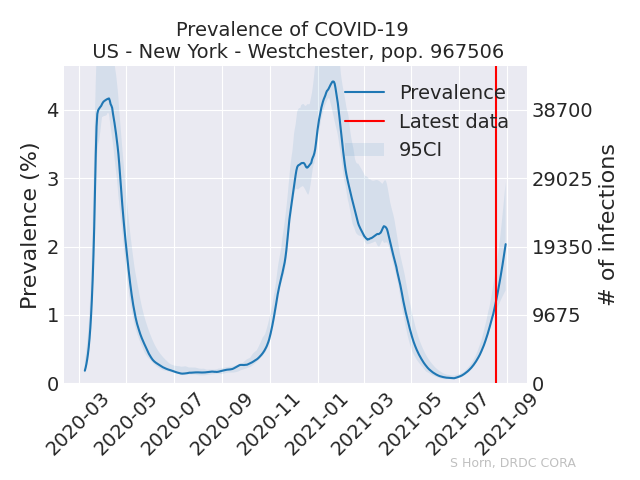 Prevalence of COVID-19
US - New York - Westchester, pop. 967506
Prevalence
Latest data
95CI
Prevalence (%)
4
3
2
1
0
# of infections
38700
29025
19350
9675
0
2020-03
2020-05
2020-07
2020-09
2020-11
2021-01
2021-03
2021-05
2021-07
2021-09
S Horn, DRDC CORA